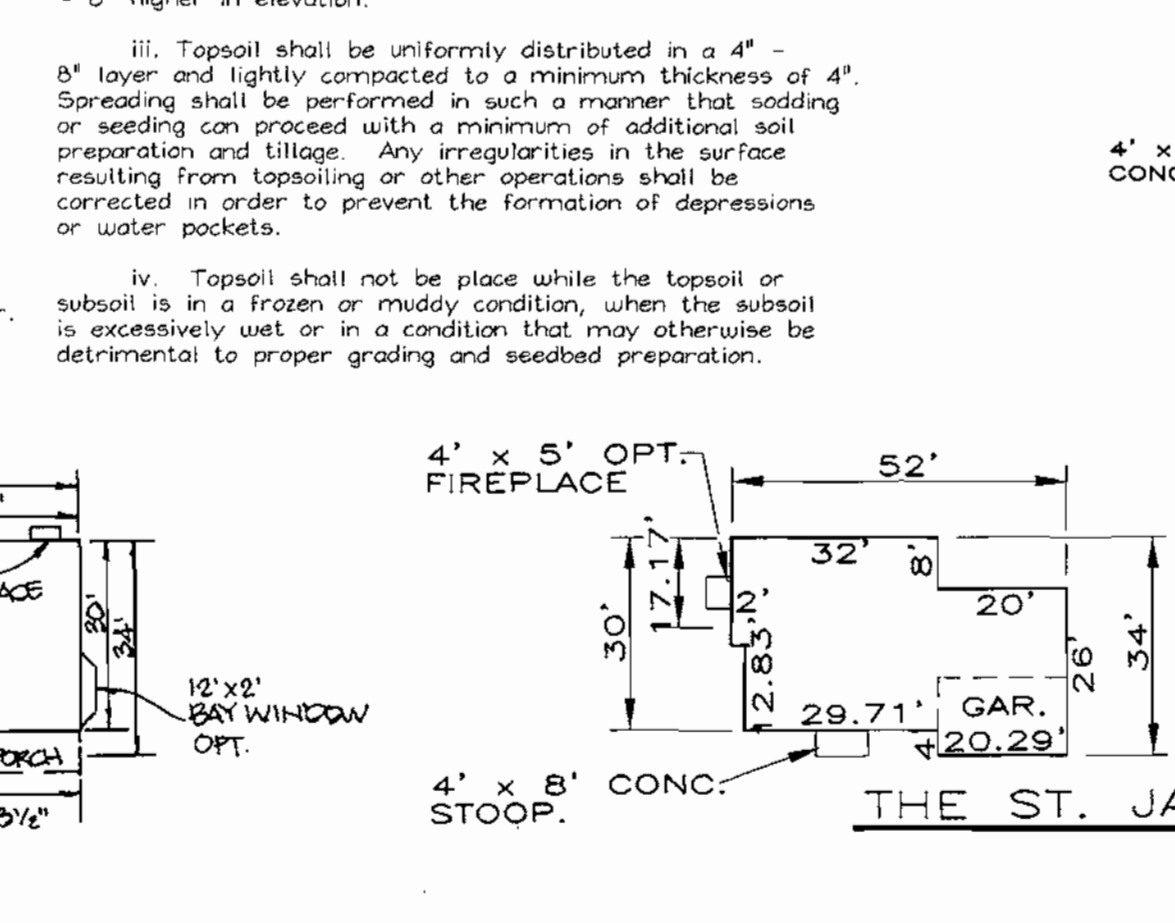 8" higher in elevation.
iii. Topsoil shall be uniformly distributed in a 4" –
8" layer and lightly compacted to a minimum thickness of 4".
Spreading shall be performed in such a manner that sodding
or seeding can proceed with a minimum of additional soil
preparation and tillage. Any irregularities in the surface
resulting from topsoiling or other operations shall be
corrected in order to prevent the formation of depressions
or water pockets.
iv. Topsoil shall not be place while the topsoil or
subsoil is in a frozen or muddy condition, when the subsoil
is excessively wet or in a condition that may otherwise be
detrimental to proper grading and seedbed preparation.
4' x
CONC
30'
34'
12'x2'
BAY WINDOW
OPT.
PORCH
3½"
4' x 5' OPT.
FIREPLACE
52'
32'
8'
20'
17.17'
30'
2'
12.83'
29.71'
4'
GAR.
20.29'
26'
34'
4' x 8' CONC.
STOOP.
THE ST. JA